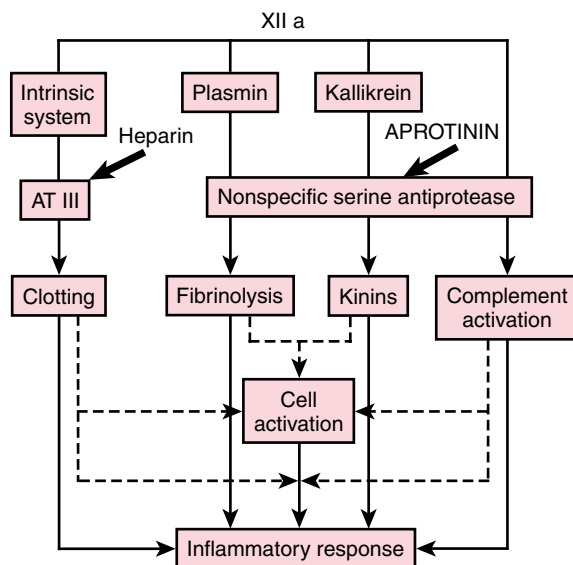 XII a
Intrinsic
system
Plasmin
Kallikrein
Heparin
APROTININ
AT III
Nonspecific serine antiprotease
Clotting
Fibrinolysis
Kinins
Complement
activation
Cell
activation
Inflammatory response